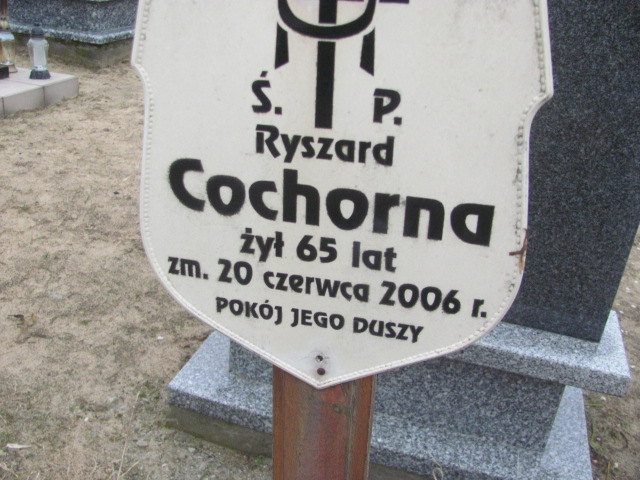 Ś. P.
Ryszard
Cochorna
żył 65 lat
zm. 20 czerwca 2006 r.
POKÓJ JEGO DUSZY